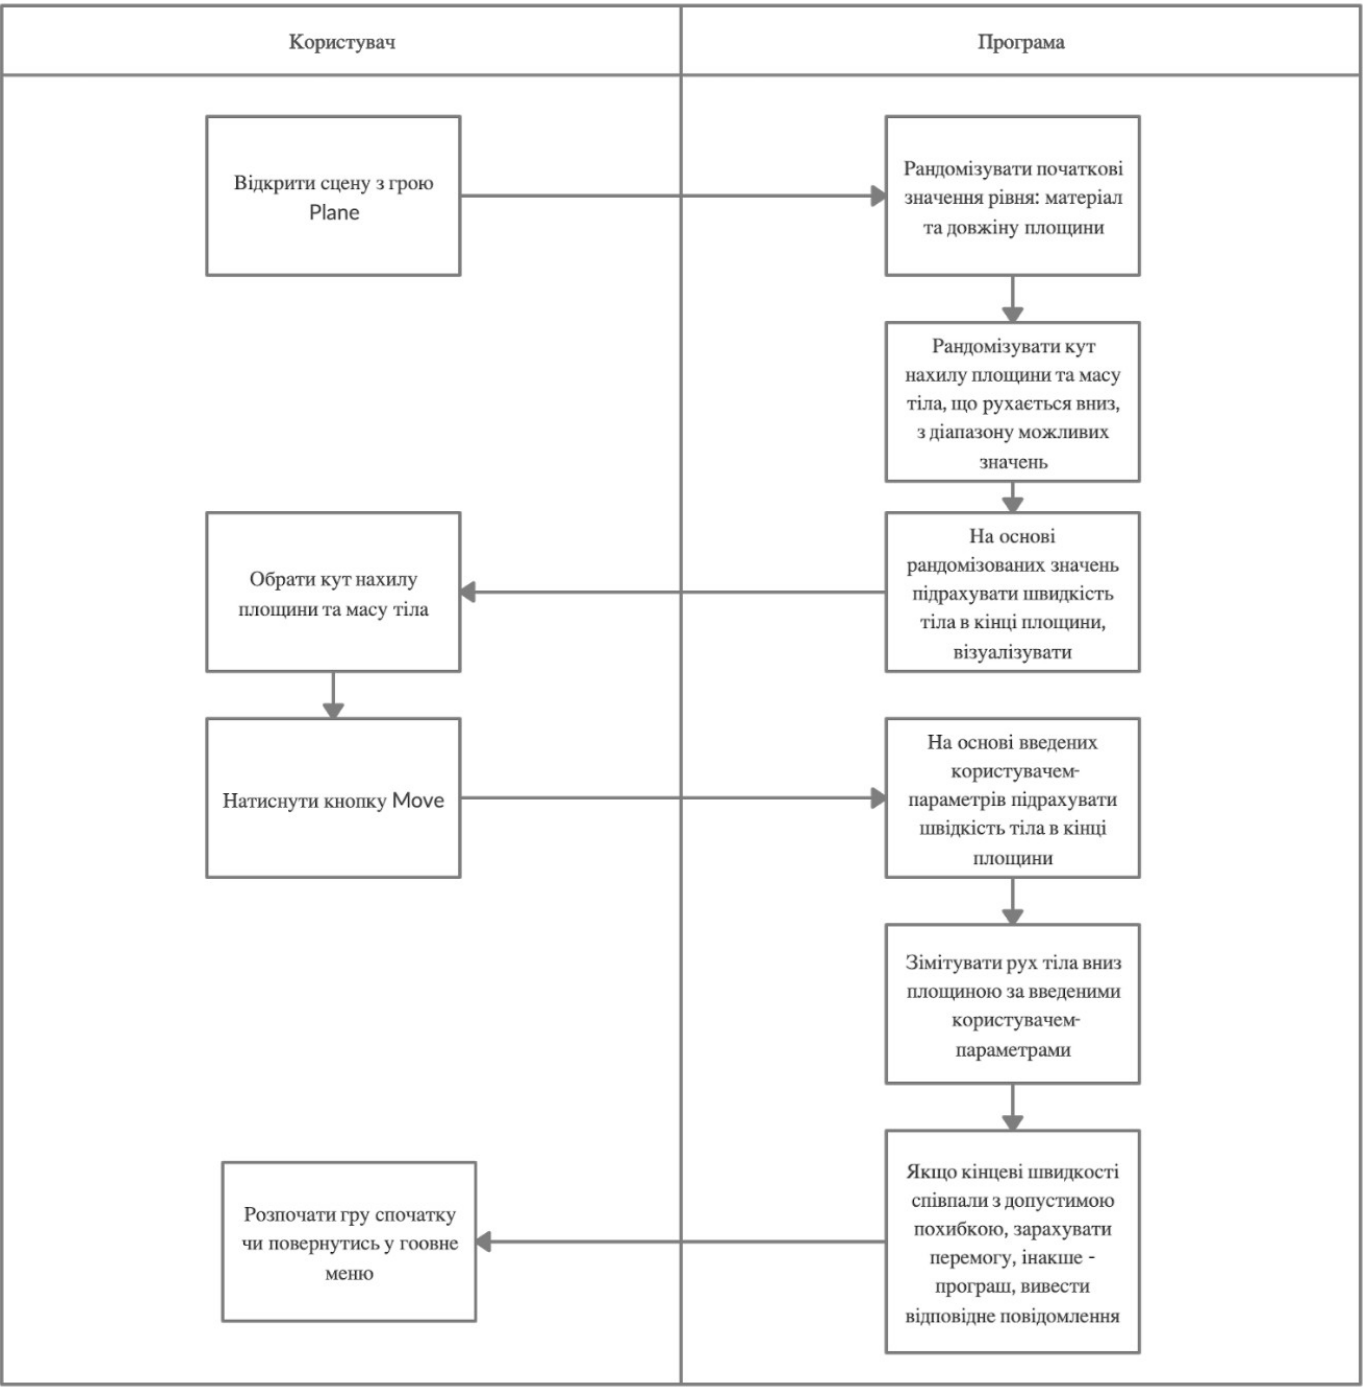 Користувач
Програма
Відкрити сцену з грою
Plane
Рандомізувати початкові
значення рівня: матеріал
та довжіну площини
Рандомізувати кут
нахилу площини та масу
тіла, що рухається вниз,
з діапазону можливих
значень
На основі
рандомізованих значень
підрахувати швидкість
тіла в кінці площини,
візуалізувати
Обрати кут нахилу
площини та масу тіла
Натиснути кнопку Move
На основі введених
користувачем-
параметрів підрахувати
швідкість тіла в кінці
площини
Зімітувати рух тіла вниз
площиною за введеними
користувачем-
параметрами
Якщо кінцеві швидкості
співпали з допустимою
похибкою, зарахувати
перемогу, інакше -
програш, вивести
відповідне повідомлення
Розпочати гру спочатку
чи повернутись у гоовне
меню